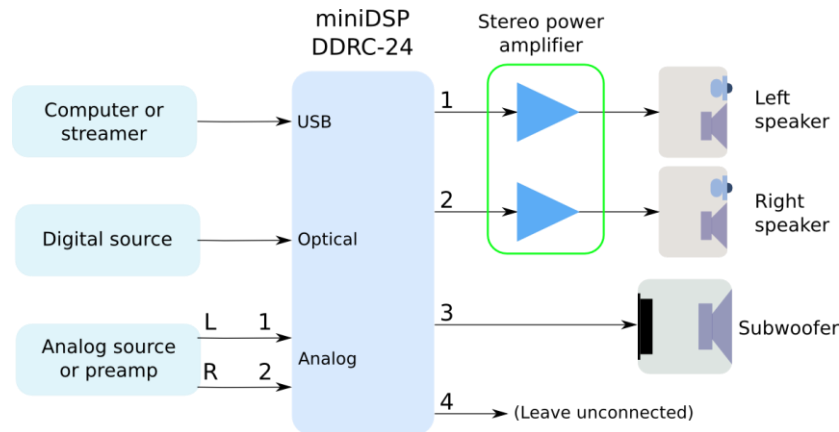 miniDSP
DDRC-24
Stereo power
amplifier
Computer or
streamer
USB
1
Left
speaker
Digital source
Optical
2
Right
speaker
Analog source
or preamp
L 1
R 2
Analog
3
Subwoofer
4
(Leave unconnected)